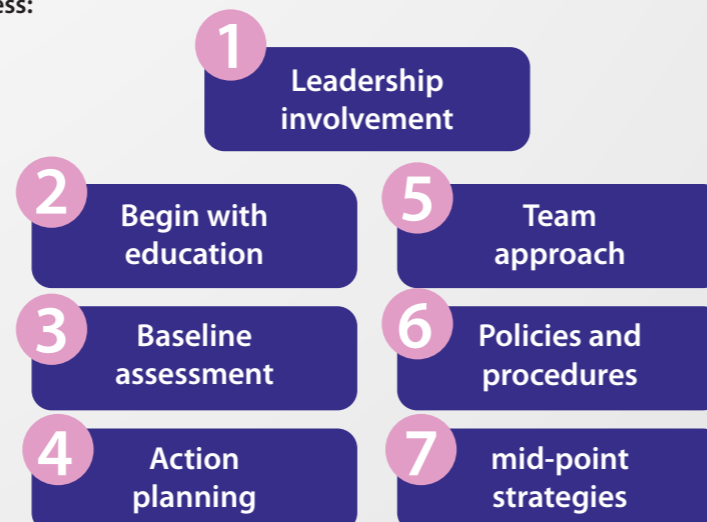 ess:
1
Leadership
involvement
2
Begin with
education
3
Baseline
assessment
4
Action
planning
5
Team
approach
6
Policies and
procedures
7
mid-point
strategies